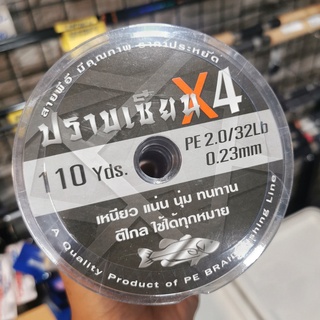 สายพีอี มีคุณภาพ ราคาประหยัด
ปราบเซียน X4
110 Yds.
PE 2.0/32Lb
0.23mm
เหนียว แน่น นุ่ม ทนทาน
ตีไกล ใช้ได้ทุกหมาย
A Quality Product of PE BRAID Fishing Line